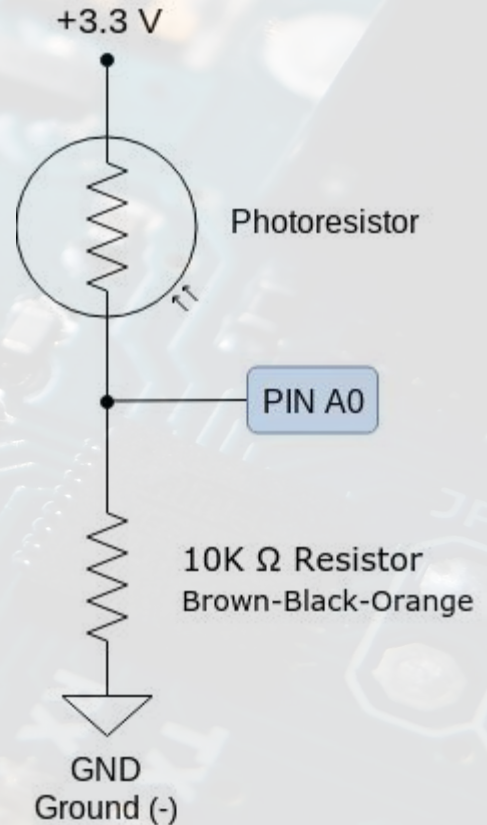 +3.3 V
Photoresistor
PIN A0
10K Ω Resistor
Brown-Black-Orange
GND
Ground (-)